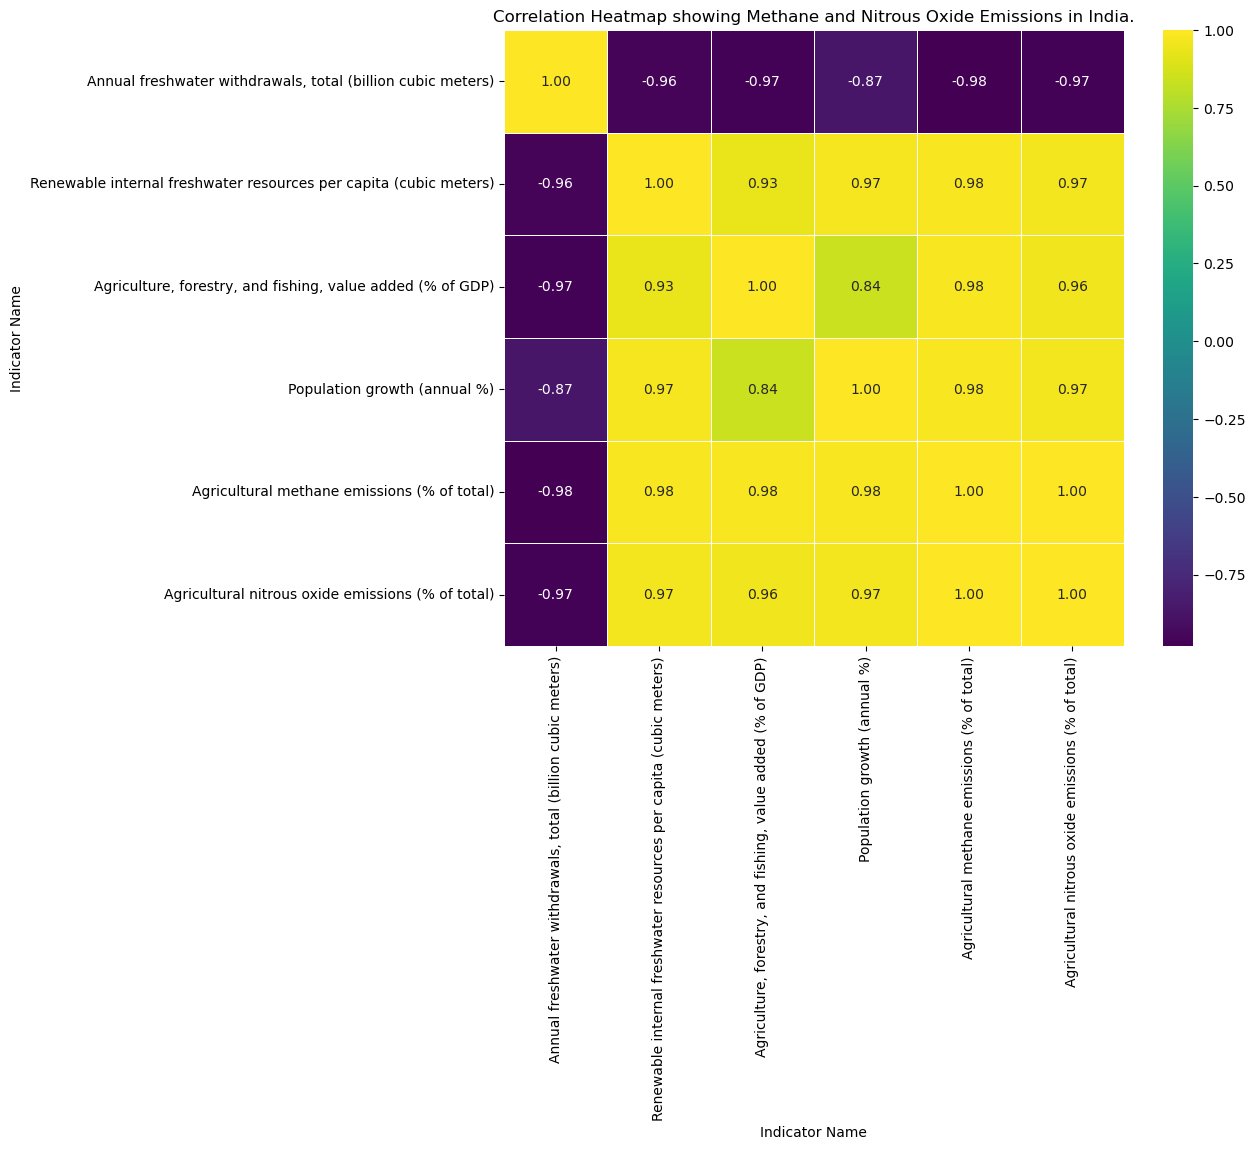 Correlation Heatmap showing Methane and Nitrous Oxide Emissions in India.
Indicator Name
Annual freshwater withdrawals, total (billion cubic meters) 1.00 -0.96 -0.97 -0.87 -0.98 -0.97
Renewable internal freshwater resources per capita (cubic meters) -0.96 1.00 0.93 0.97 0.98 0.97
Agriculture, forestry, and fishing, value added (% of GDP) -0.97 0.93 1.00 0.84 0.98 0.96
Population growth (annual %) -0.87 0.97 0.84 1.00 0.98 0.97
Agricultural methane emissions (% of total) -0.98 0.98 0.98 0.98 1.00 1.00
Agricultural nitrous oxide emissions (% of total) -0.97 0.97 0.96 0.97 1.00 1.00
Annual freshwater withdrawals, total (billion cubic meters)
Renewable internal freshwater resources per capita (cubic meters)
Agriculture, forestry, and fishing, value added (% of GDP)
Population growth (annual %)
Agricultural methane emissions (% of total)
Agricultural nitrous oxide emissions (% of total)
Indicator Name
1.00
0.75
0.50
0.25
0.00
−0.25
−0.50
−0.75